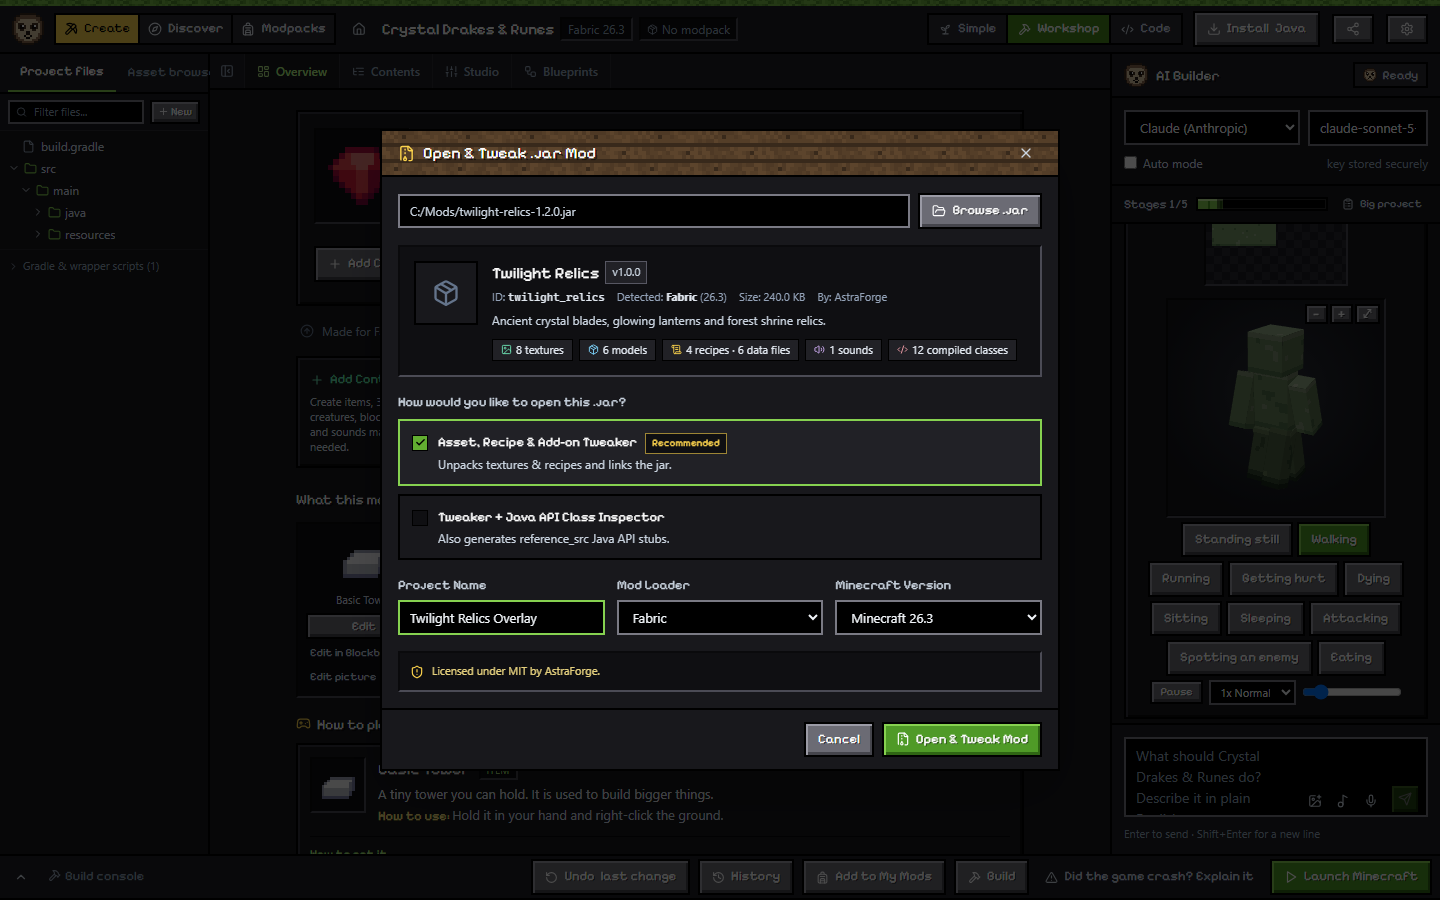 Create
Discover
Modpacks
Crystal Drakes & Runes
Fabric 26.3
No modpack
Simple
Workshop
Code
Install Java
Project Files
Asset brows
Overview
Contents
Studio
Blueprints
AI Builder
Ready
Filter files...
+ New
build.gradle
src
main
java
resources
Gradle & wrapper scripts (1)
Claude (Anthropic)
claude-sonnet-5-
Auto mode
key stored securely
Stages 1/5
Big project
Open & Tweak .jar Mod
C:/Mods/twilight-relics-1.2.0.jar
Browse .jar
Twilight Relics
v1.0.0
ID: twilight_relics
Detected: Fabric (26.3)
Size: 240.0 KB
By: AstraForge
Ancient crystal blades, glowing lanterns and forest shrine relics.
8 textures
6 models
4 recipes · 6 data files
1 sounds
12 compiled classes
How would you like to open this .jar?
Asset, Recipe & Add-on Tweaker
Recommended
Unpacks textures & recipes and links the jar.
Tweaker + Java API Class Inspector
Also generates reference_src Java API stubs.
Project Name
Mod Loader
Minecraft Version
Twilight Relics Overlay
Fabric
Minecraft 26.3
Licensed under MIT by AstraForge.
Cancel
Open & Tweak Mod
+ Add C
Made for F
+ Add Cont
Create items, 3
creatures, bloc
and sounds ma
needed.
What this mo
Basic Tow
Edit
Edit in Blockb
Edit picture
How to pl
Basic Tower
ITEM
A tiny tower you can hold. It is used to build bigger things.
How to use: Hold it in your hand and right-click the ground.
How to get it
Standing still
Walking
Running
Getting hurt
Dying
Sitting
Sleeping
Attacking
Spotting an enemy
Eating
Pause
1x Normal
What should Crystal
Drakes & Runes do?
Describe it in plain
Enter to send · Shift+Enter for a new line
Build console
Undo last change
History
Add to My Mods
Build
Did the game crash? Explain it
Launch Minecraft